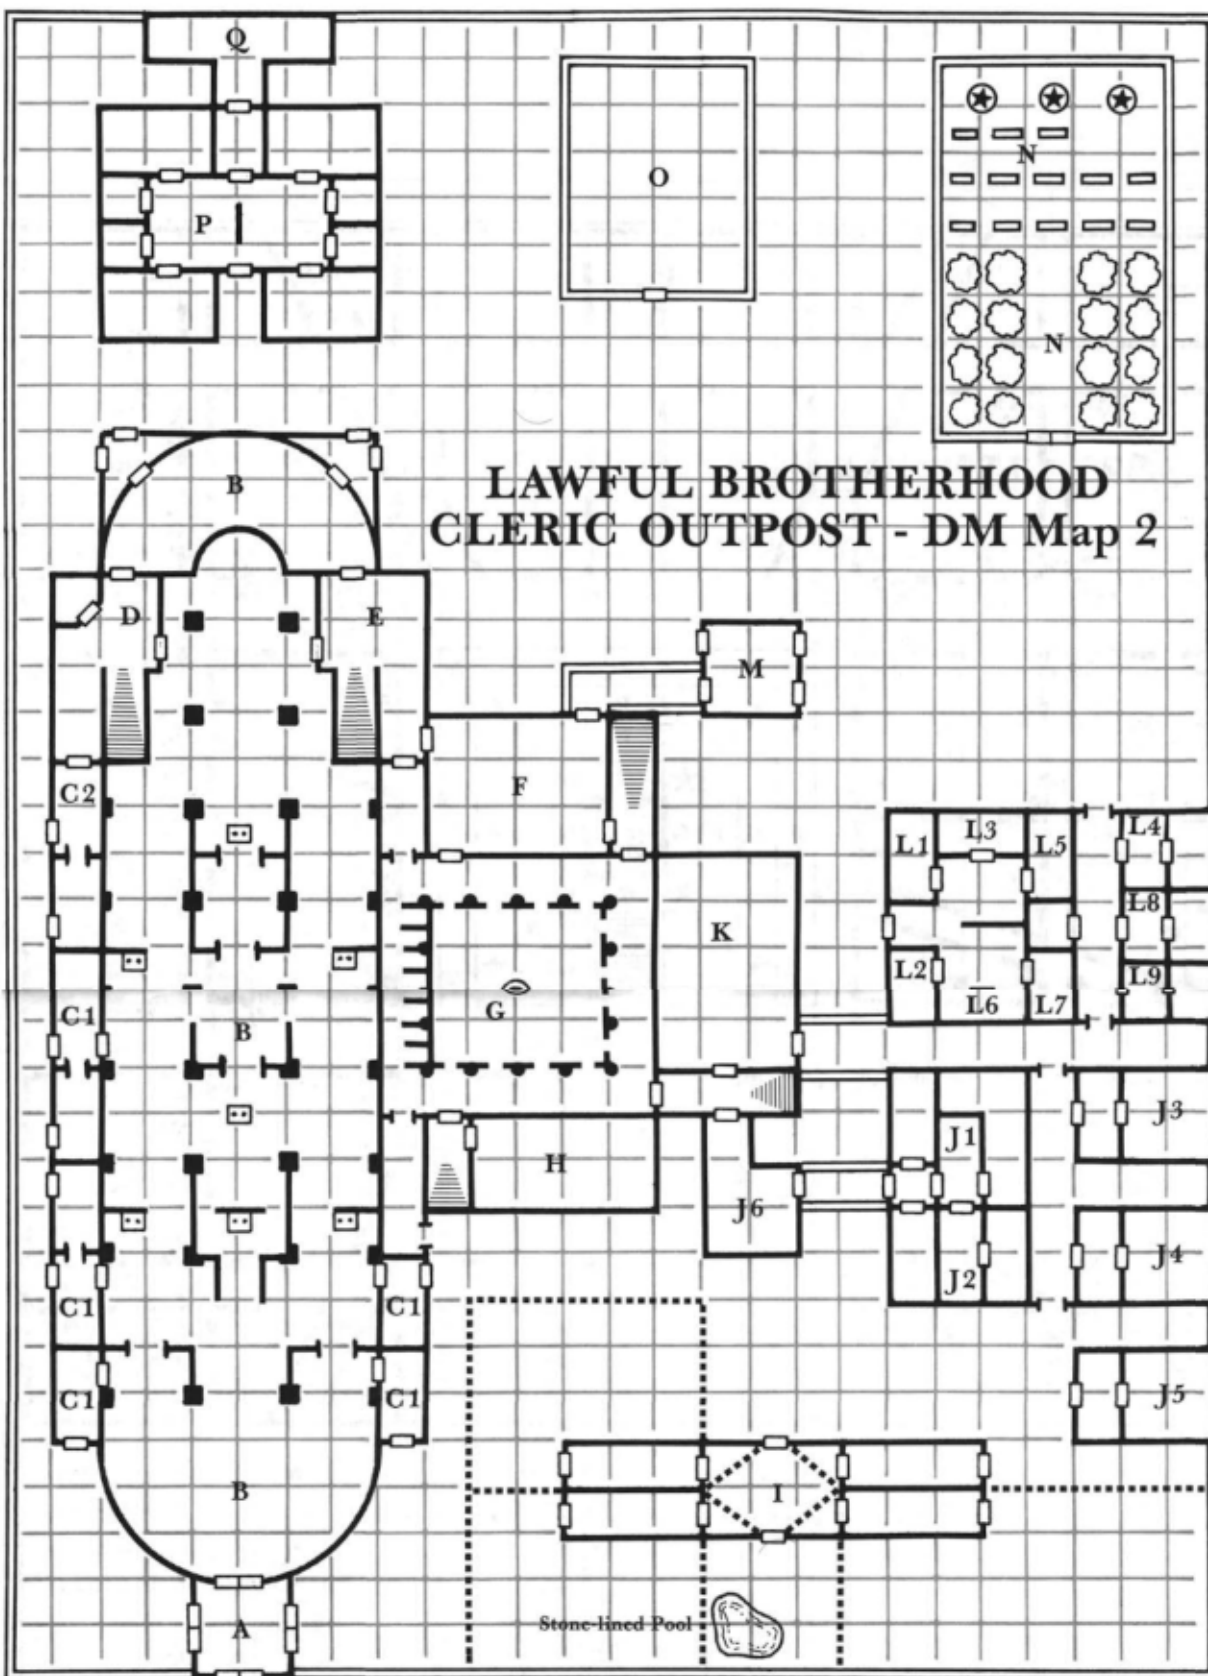 Q
O
N
P
N
B
LAWFUL BROTHERHOOD
CLERIC OUTPOST - DM Map 2
D
E
M
F
C2
L1
L3
L5
L4
K
L8
L2
L6
L7
L9
G
C1
B
J1
J3
H
J6
J2
J4
C1
C1
C1
C1
J5
B
I
A
Stone-lined Pool